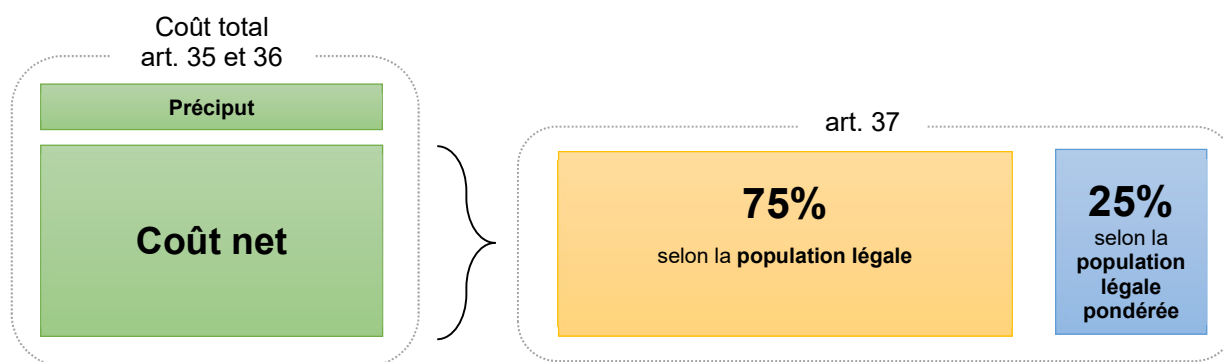 Coût total
art. 35 et 36
Préciput
Coût net
art. 37
75%
selon la population légale
25%
selon la
population
légale
pondérée